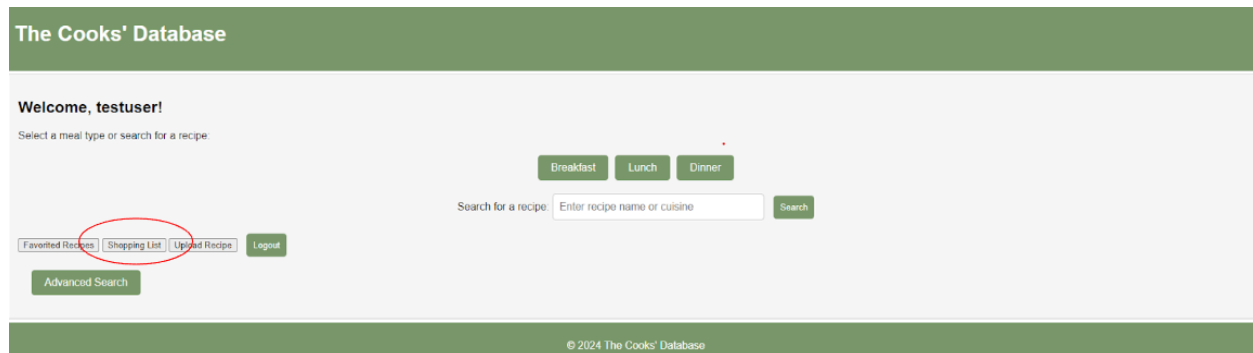 The Cooks' Database
Welcome, testuser!
Select a meal type or search for a recipe:
Breakfast Lunch Dinner
Search for a recipe: Enter recipe name or cuisine Search
Favorited Recipes Shopping List Upload Recipe Logout
Advanced Search
© 2024 The Cooks' Database